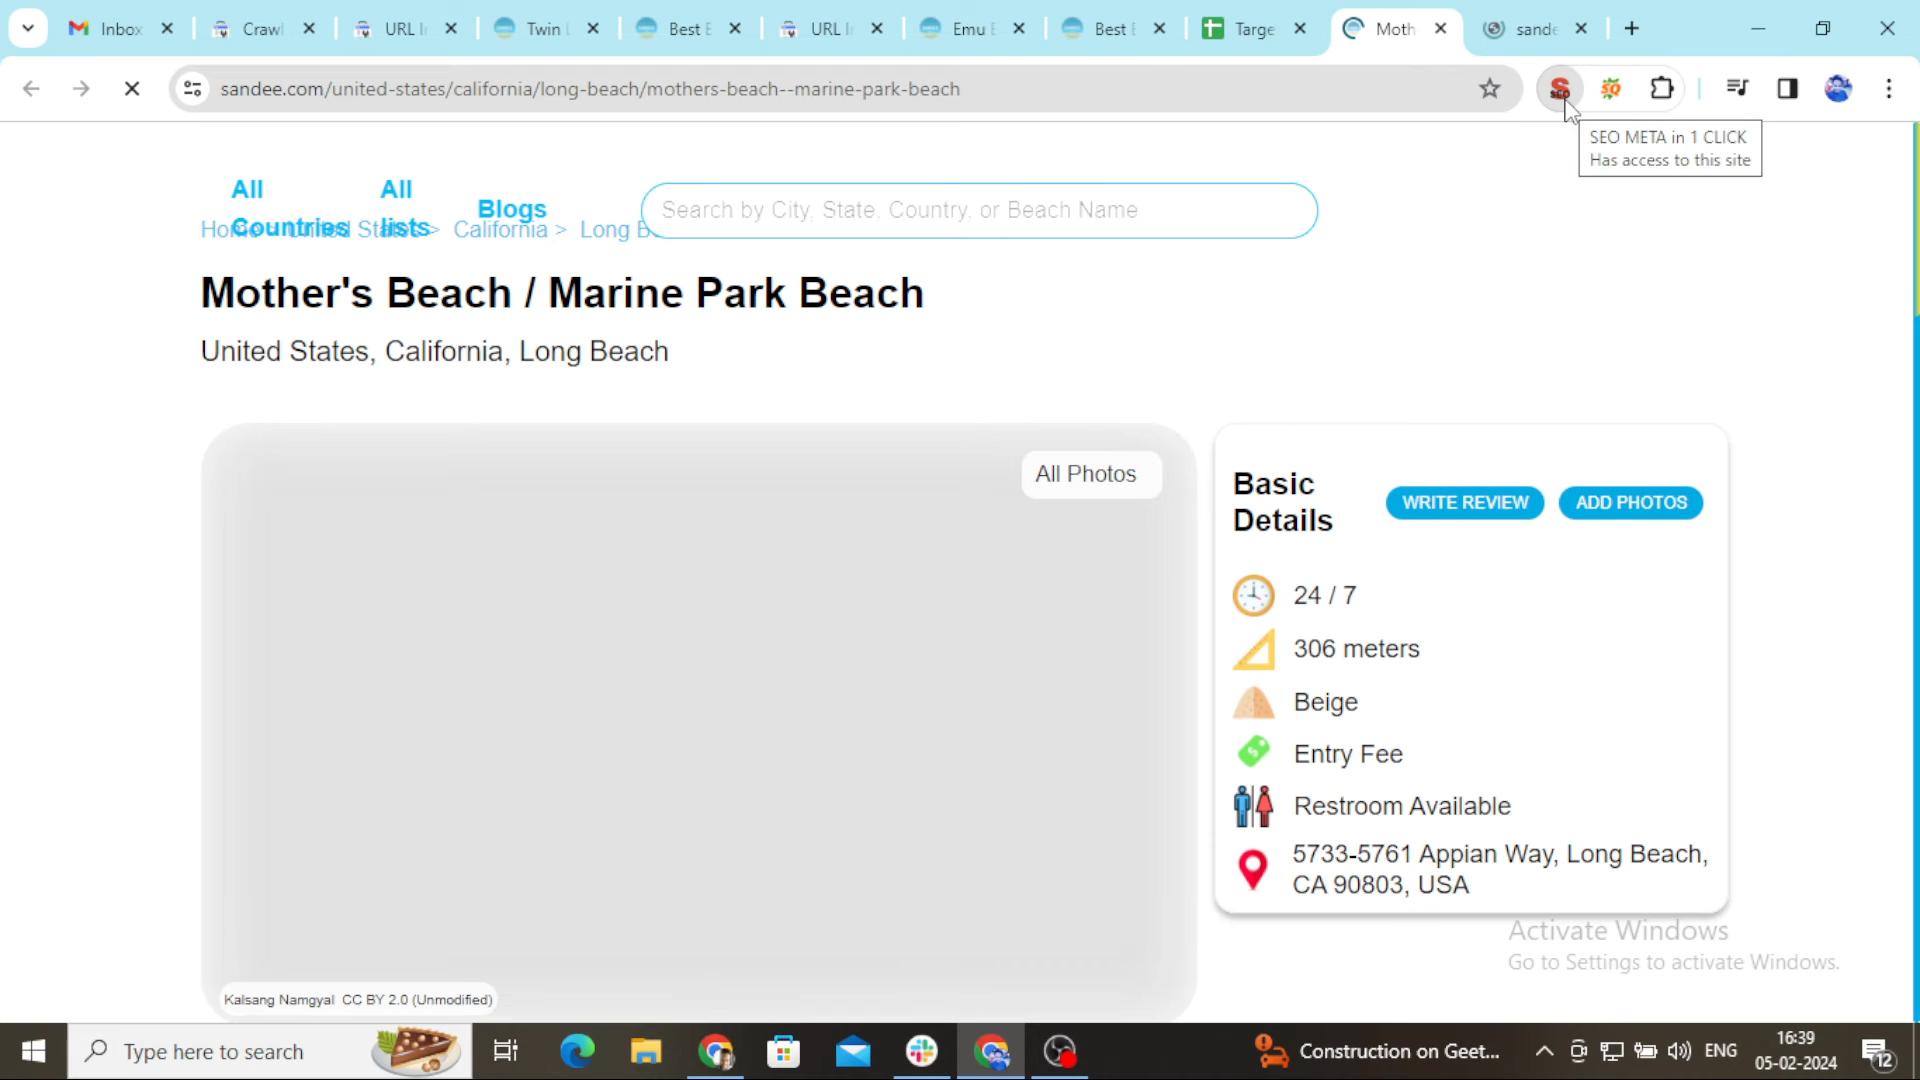 Inbox
Crawl
URL I
Twin
Best
URL I
Emu
Best
Targe
Moth
sande
sandee.com/united-states/california/long-beach/mothers-beach--marine-park-beach
SEO META in 1 CLICK
Has access to this site
All Countries
All lists
Blogs
Search by City, State, Country, or Beach Name
Home > United States > California > Long B
Mother's Beach / Marine Park Beach
United States, California, Long Beach
All Photos
Basic
Details
WRITE REVIEW
ADD PHOTOS
24 / 7
306 meters
Beige
Entry Fee
Restroom Available
5733-5761 Appian Way, Long Beach,
CA 90803, USA
Activate Windows
Go to Settings to activate Windows.
Kalsang Namgyal CC BY 2.0 (Unmodified)
Type here to search
Construction on Geet...
ENG
16:39
05-02-2024
12